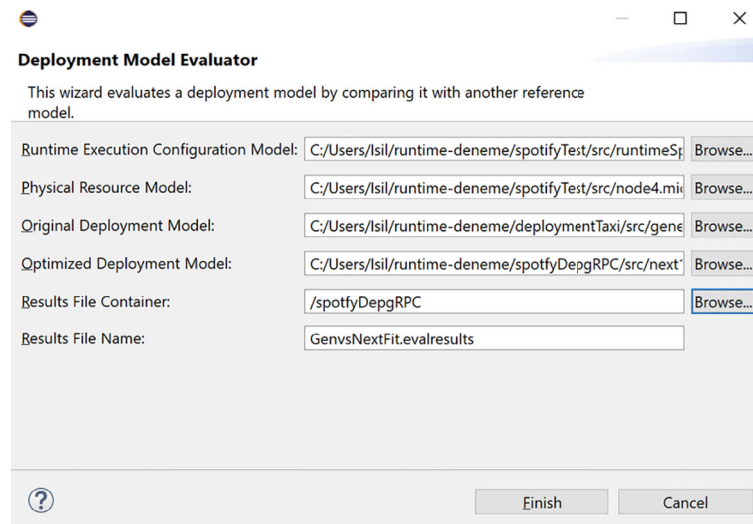 Deployment Model Evaluator
This wizard evaluates a deployment model by comparing it with another reference
model.
Runtime Execution Configuration Model: C:/Users/Isil/runtime-deneme/spotifyTest/src/runtimeSp Browse...
Physical Resource Model: C:/Users/Isil/runtime-deneme/spotifyTest/src/node4.mic Browse...
Original Deployment Model: C:/Users/Isil/runtime-deneme/deploymentTaxi/src/gene Browse...
Optimized Deployment Model: C:/Users/Isil/runtime-deneme/spotfyDepgRPC/src/next Browse...
Results File Container: /spotfyDepgRPC Browse...
Results File Name: GenvsNextFit.evalresults
? Finish Cancel